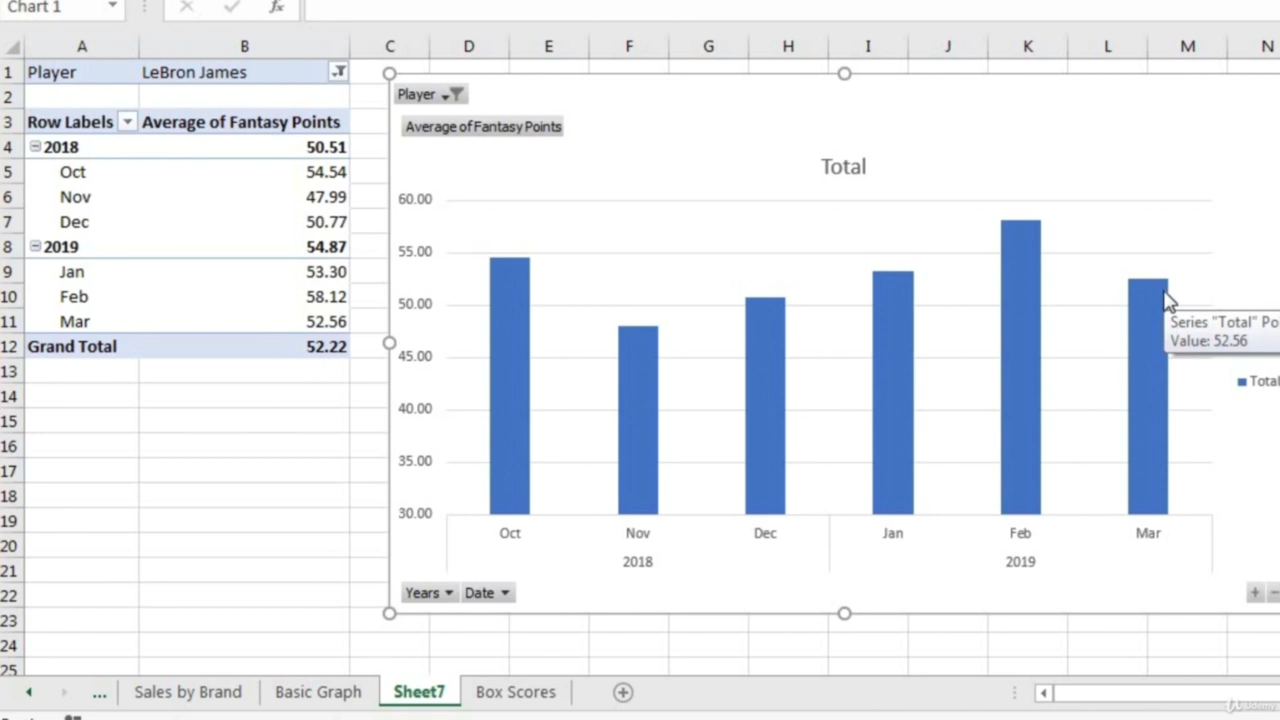 Chart 1
fx
A B C D E F G H I J K L M N
1 Player LeBron James
2
3 Row Labels Average of Fantasy Points
4 2018 50.51
5 Oct 54.54
6 Nov 47.99
7 Dec 50.77
8 2019 54.87
9 Jan 53.30
10 Feb 58.12
11 Mar 52.56
12 Grand Total 52.22
13
14
15
16
17
18
19
20
21
22
23
24
25
Player
Average of Fantasy Points
Total
60.00
55.00
50.00
45.00
40.00
35.00
30.00
Oct Nov Dec Jan Feb Mar
2018 2019
Series "Total" Po
Value: 52.56
Total
Years Date
... Sales by Brand Basic Graph Sheet7 Box Scores
Udemy